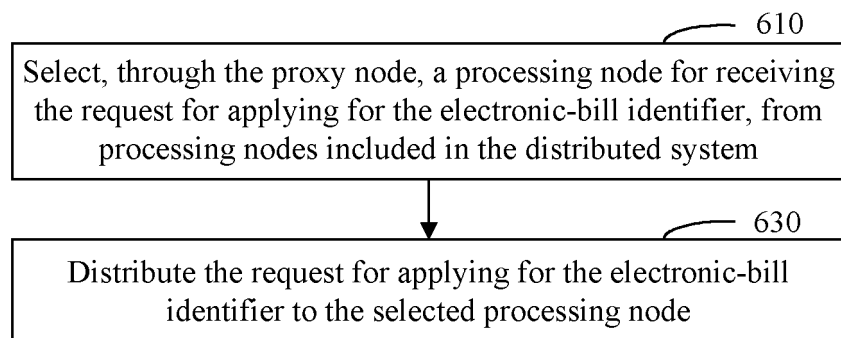 610
Select, through the proxy node, a processing node for receiving
the request for applying for the electronic-bill identifier, from
processing nodes included in the distributed system
630
Distribute the request for applying for the electronic-bill
identifier to the selected processing node